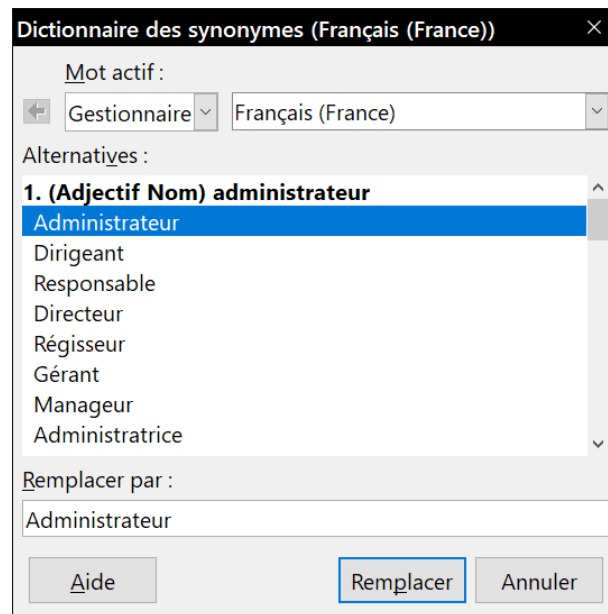 Dictionnaire des synonymes (Français (France))
Mot actif :
Gestionnaire Français (France)
Alternatives :
1. (Adjectif Nom) administrateur
Administrateur
Dirigeant
Responsable
Directeur
Régisseur
Gérant
Manageur
Administratrice
Remplacer par :
Administrateur
Aide Remplacer Annuler